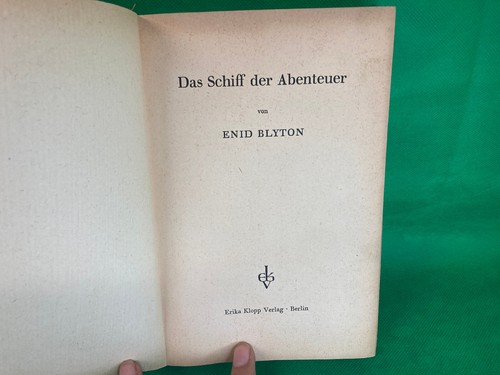 Das Schiff der Abenteuer
von
ENID BLYTON
Erika Klopp Verlag · Berlin